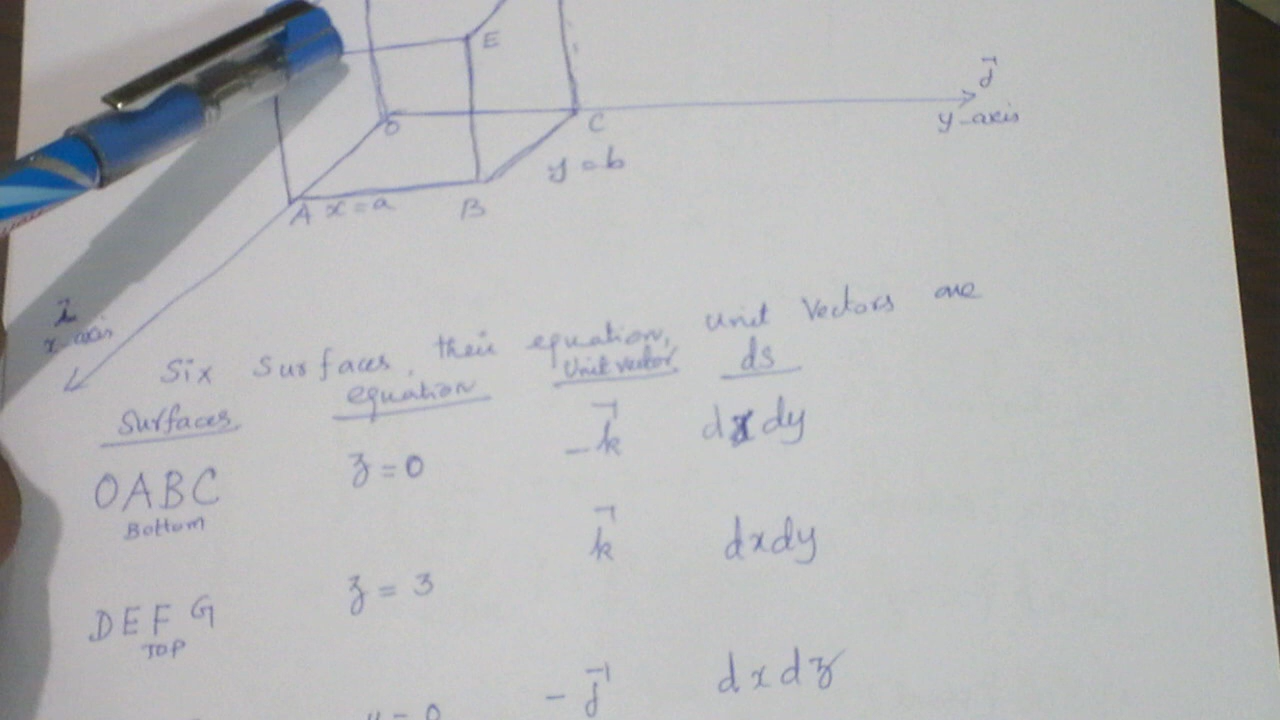 E
j
O
C
y-axis
y = b
A x = a
B
i
x-axis
Six Surfaces, their equation, Unit Vectors are
Surfaces equation Unit vector ds
OABC z = 0 -k dxdy
Bottom
DEFG z = 3 k dxdy
TOP
y = 0 -j dxdz